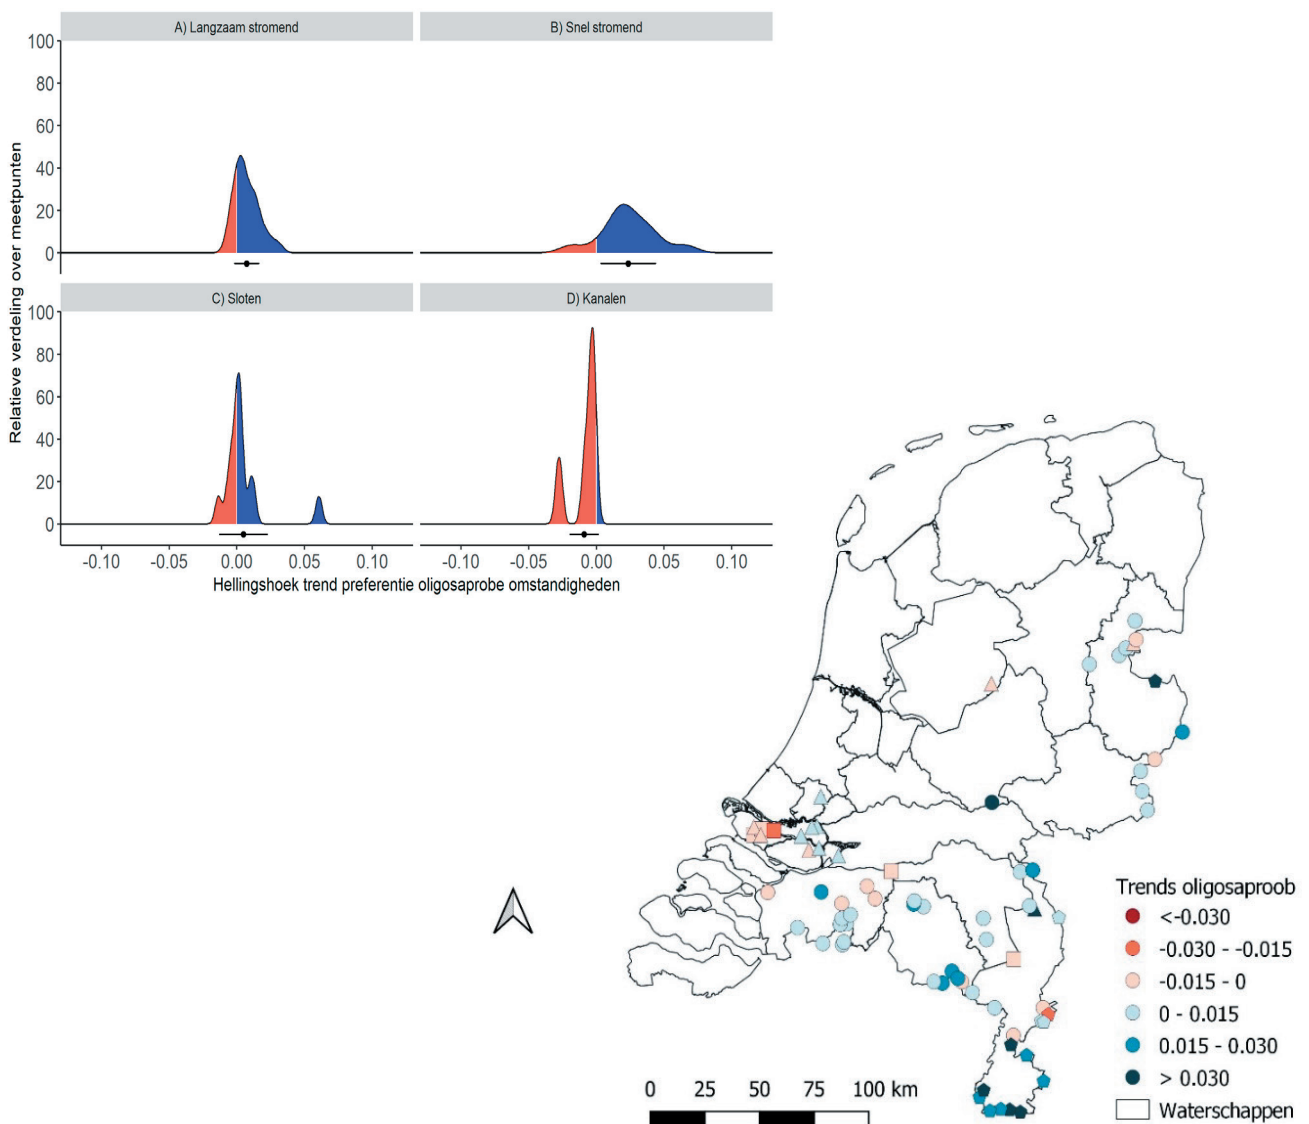 A) Langzaam stromend
B) Snel stromend
100
80
60
40
20
0
C) Sloten
D) Kanalen
100
80
60
40
20
0
-0.10 -0.05 0.00 0.05 0.10
-0.10 -0.05 0.00 0.05 0.10
Relatieve verdeling over meetpunten
Hellingshoek trend preferentie oligosaprobe omstandigheden
Trends oligosaproob
<-0.030
-0.030 - -0.015
-0.015 - 0
0 - 0.015
0.015 - 0.030
> 0.030
Waterschappen
0 25 50 75 100 km